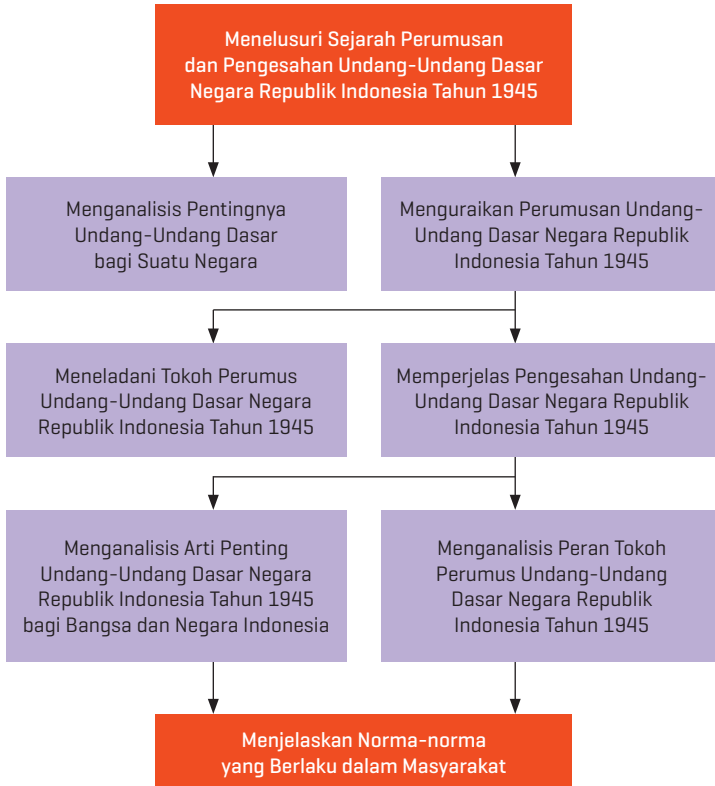 Menelusuri Sejarah Perumusan
dan Pengesahan Undang-Undang Dasar
Negara Republik Indonesia Tahun 1945
Menganalisis Pentingnya
Undang-Undang Dasar
bagi Suatu Negara
Menguraikan Perumusan Undang-
Undang Dasar Negara Republik
Indonesia Tahun 1945
Meneladani Tokoh Perumus
Undang-Undang Dasar Negara
Republik Indonesia Tahun 1945
Memperjelas Pengesahan Undang-
Undang Dasar Negara Republik
Indonesia Tahun 1945
Menganalisis Arti Penting
Undang-Undang Dasar Negara
Republik Indonesia Tahun 1945
bagi Bangsa dan Negara Indonesia
Menganalisis Peran Tokoh
Perumus Undang-Undang
Dasar Negara Republik
Indonesia Tahun 1945
Menjelaskan Norma-norma
yang Berlaku dalam Masyarakat